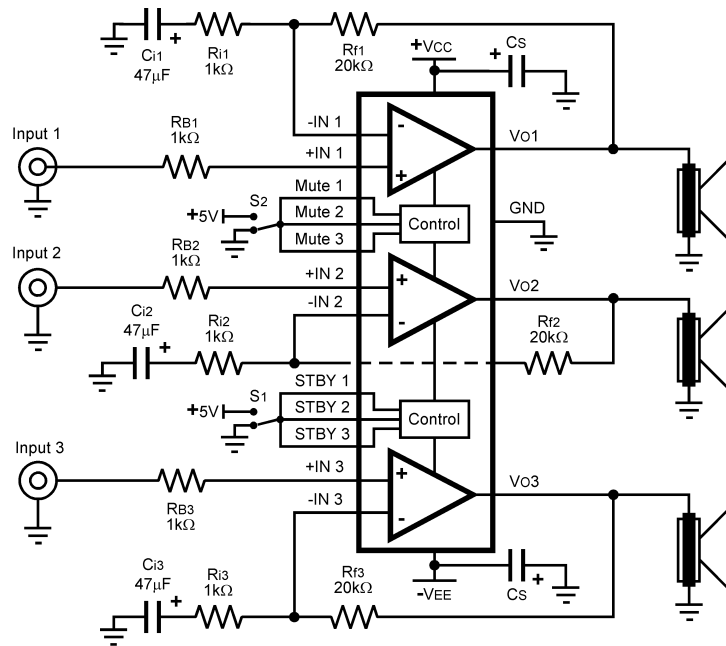 Ci1
47μF
+
Ri1
1kΩ
Rf1
20kΩ
+VCC
+
CS
-IN 1
-
Input 1
RB1
1kΩ
+IN 1
+
VO1
Mute 1
S2
+5V
Mute 2
Mute 3
Control
GND
Input 2
RB2
1kΩ
+IN 2
+
VO2
-IN 2
-
Ci2
47μF
+
Ri2
1kΩ
Rf2
20kΩ
STBY 1
S1
+5V
STBY 2
STBY 3
Control
Input 3
+IN 3
+
VO3
RB3
1kΩ
-IN 3
-
Ci3
47μF
+
Ri3
1kΩ
Rf3
20kΩ
-VEE
CS
+